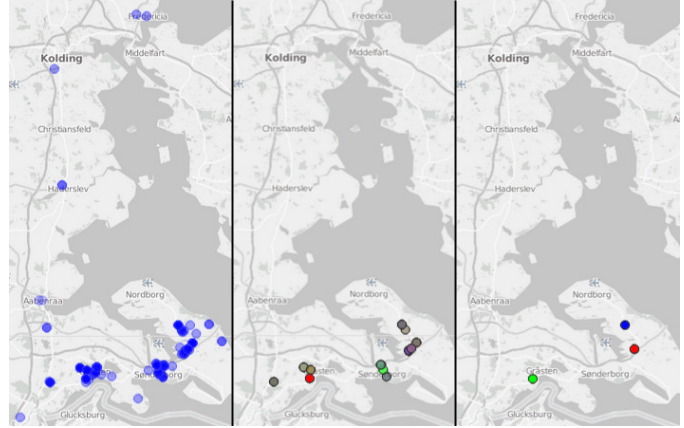 Fredericia
Middelfart
Kolding
Christiansfeld
Haderslev
Nordborg
Aabenraa
Sønderborg
Glücksburg
Fredericia
Middelfart
Kolding
Christiansfeld
Haderslev
Nordborg
Aabenraa
Sønderborg
Glücksburg
Fredericia
Middelfart
Kolding
Christiansfeld
Haderslev
Nordborg
Aabenraa
Gråsten
Sønderborg
Glücksburg